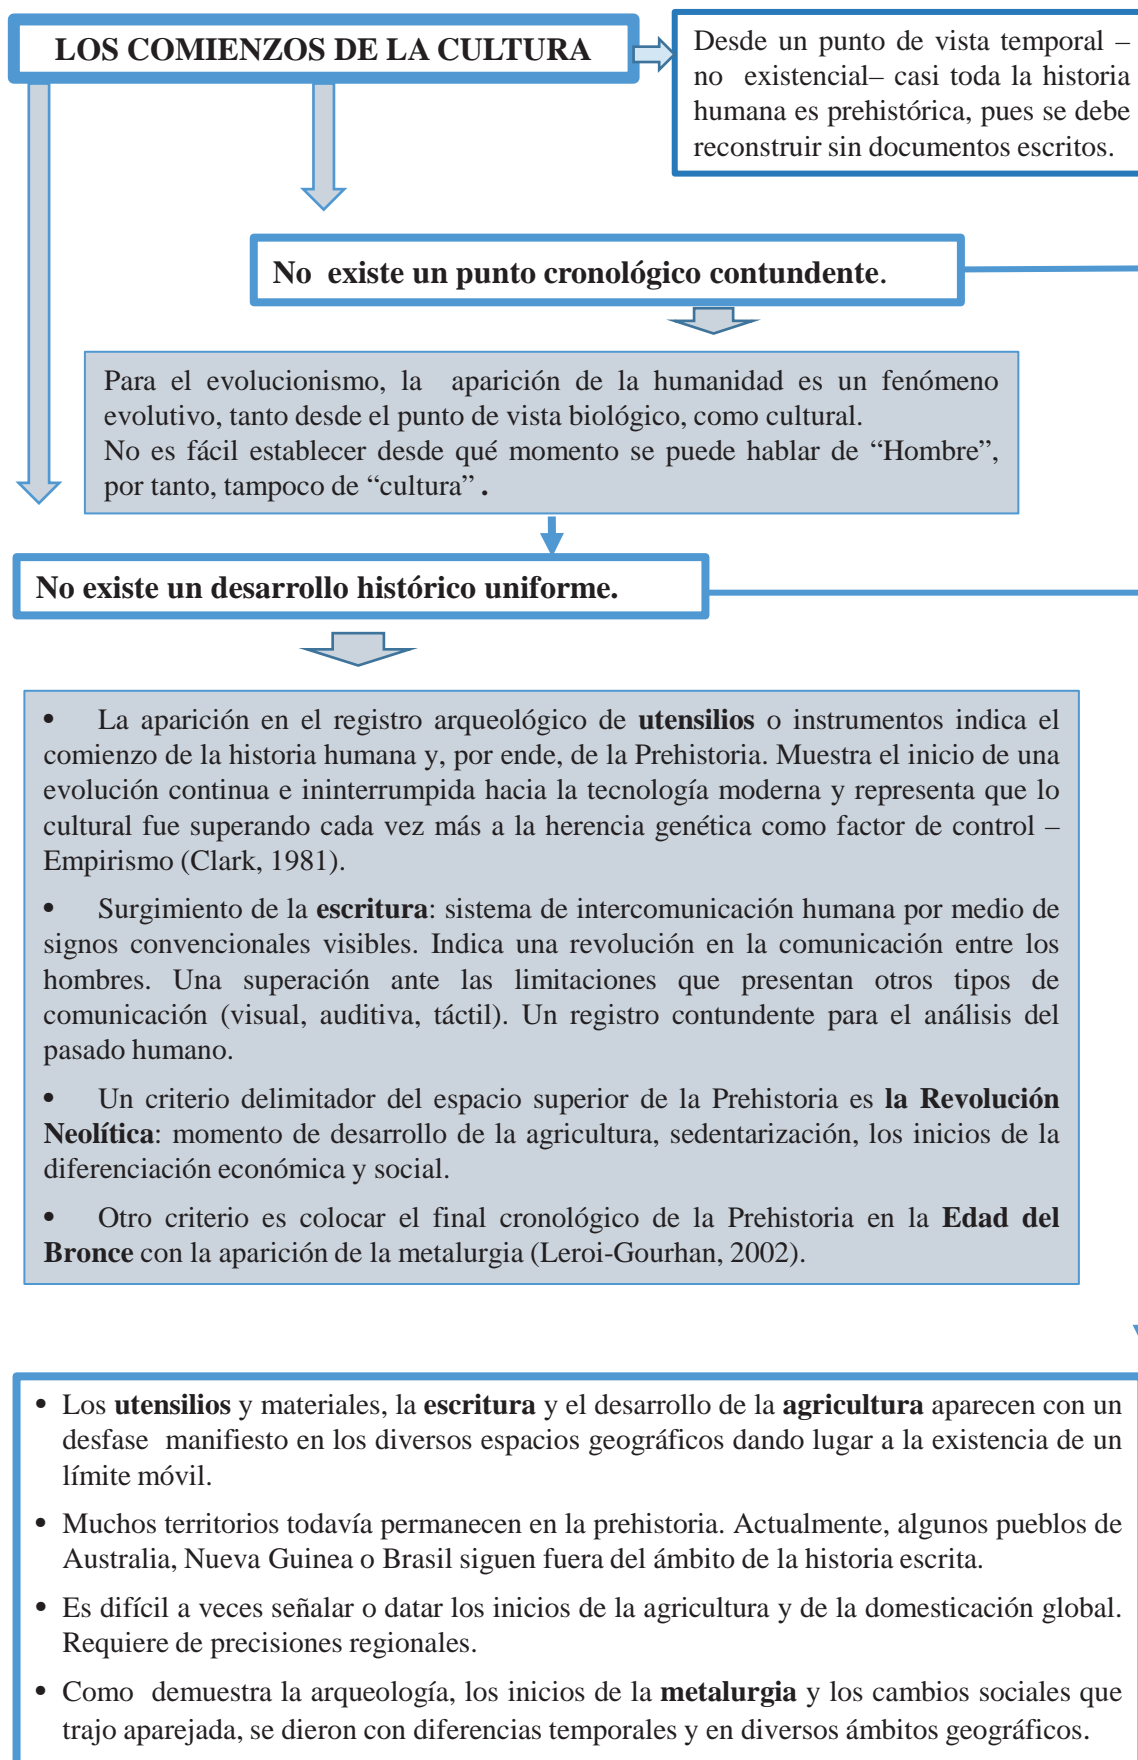 LOS COMIENZOS DE LA CULTURA
Desde un punto de vista temporal –
no existencial– casi toda la historia
humana es prehistórica, pues se debe
reconstruir sin documentos escritos.
No existe un punto cronológico contundente.
Para el evolucionismo, la aparición de la humanidad es un fenómeno
evolutivo, tanto desde el punto de vista biológico, como cultural.
No es fácil establecer desde qué momento se puede hablar de “Hombre”,
por tanto, tampoco de “cultura” .
No existe un desarrollo histórico uniforme.
• La aparición en el registro arqueológico de utensilios o instrumentos indica el
comienzo de la historia humana y, por ende, de la Prehistoria. Muestra el inicio de una
evolución continua e ininterrumpida hacia la tecnología moderna y representa que lo
cultural fue superando cada vez más a la herencia genética como factor de control –
Empirismo (Clark, 1981).
• Surgimiento de la escritura: sistema de intercomunicación humana por medio de
signos convencionales visibles. Indica una revolución en la comunicación entre los
hombres. Una superación ante las limitaciones que presentan otros tipos de
comunicación (visual, auditiva, táctil). Un registro contundente para el análisis del
pasado humano.
• Un criterio delimitador del espacio superior de la Prehistoria es la Revolución
Neolítica: momento de desarrollo de la agricultura, sedentarización, los inicios de la
diferenciación económica y social.
• Otro criterio es colocar el final cronológico de la Prehistoria en la Edad del
Bronce con la aparición de la metalurgia (Leroi-Gourhan, 2002).
• Los utensilios y materiales, la escritura y el desarrollo de la agricultura aparecen con un
desfase manifiesto en los diversos espacios geográficos dando lugar a la existencia de un
límite móvil.
• Muchos territorios todavía permanecen en la prehistoria. Actualmente, algunos pueblos de
Australia, Nueva Guinea o Brasil siguen fuera del ámbito de la historia escrita.
• Es difícil a veces señalar o datar los inicios de la agricultura y de la domesticación global.
Requiere de precisiones regionales.
• Como demuestra la arqueología, los inicios de la metalurgia y los cambios sociales que
trajo aparejada, se dieron con diferencias temporales y en diversos ámbitos geográficos.